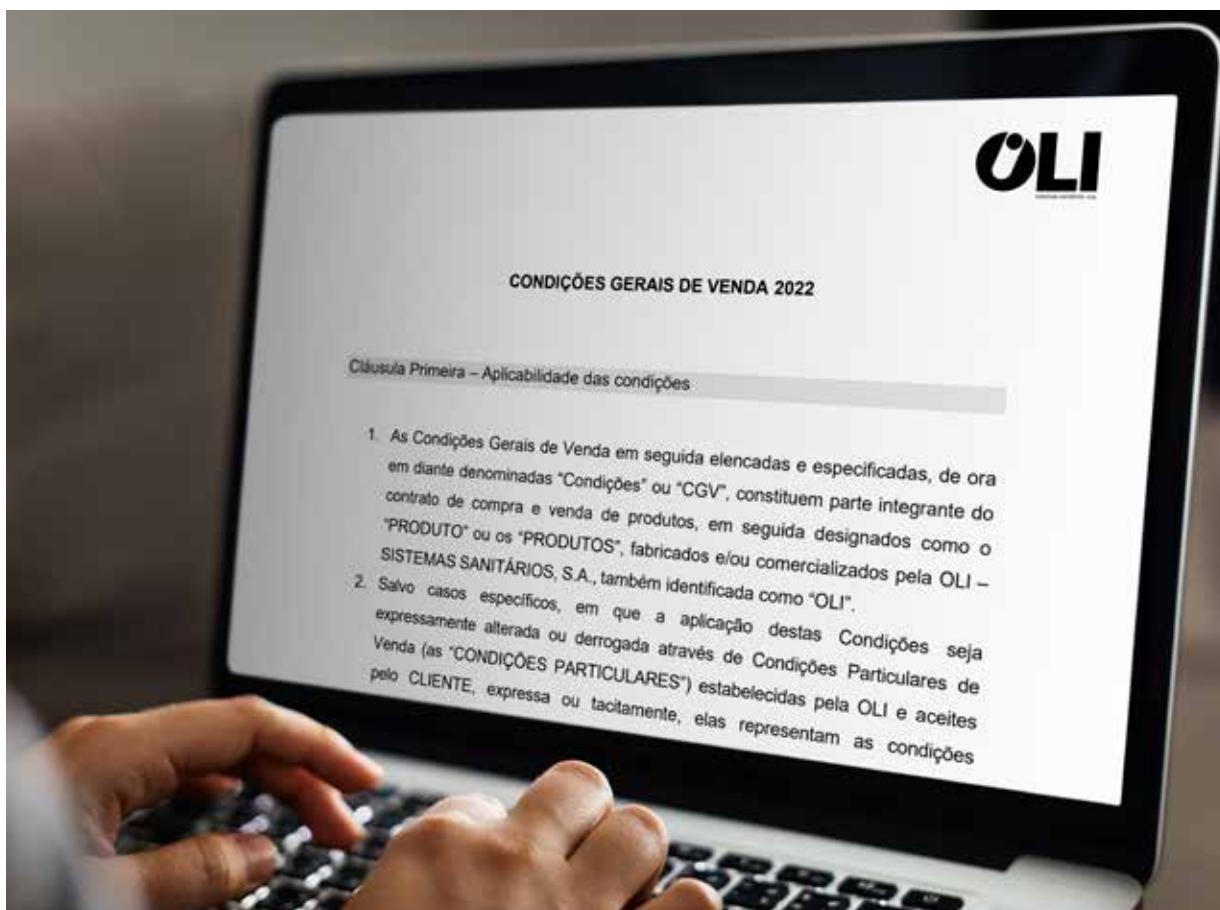 OLI
CONDIÇÕES GERAIS DE VENDA 2022
Cláusula Primeira – Aplicabilidade das condições
1. As Condições Gerais de Venda em seguida elencadas e especificadas, de ora
em diante denominadas "Condições" ou "CGV", constituem parte integrante do
contrato de compra e venda de produtos, em seguida designados como o
"PRODUTO" ou os "PRODUTOS", fabricados e/ou comercializados pela OLI –
SISTEMAS SANITÁRIOS, S.A., também identificada como "OLI".
2. Salvo casos específicos, em que a aplicação destas Condições seja
expressamente alterada ou derrogada através de Condições Particulares de
Venda (as "CONDIÇÕES PARTICULARES") estabelecidas pela OLI e aceites
pelo CLIENTE, expressa ou tacitamente, elas representam as condições